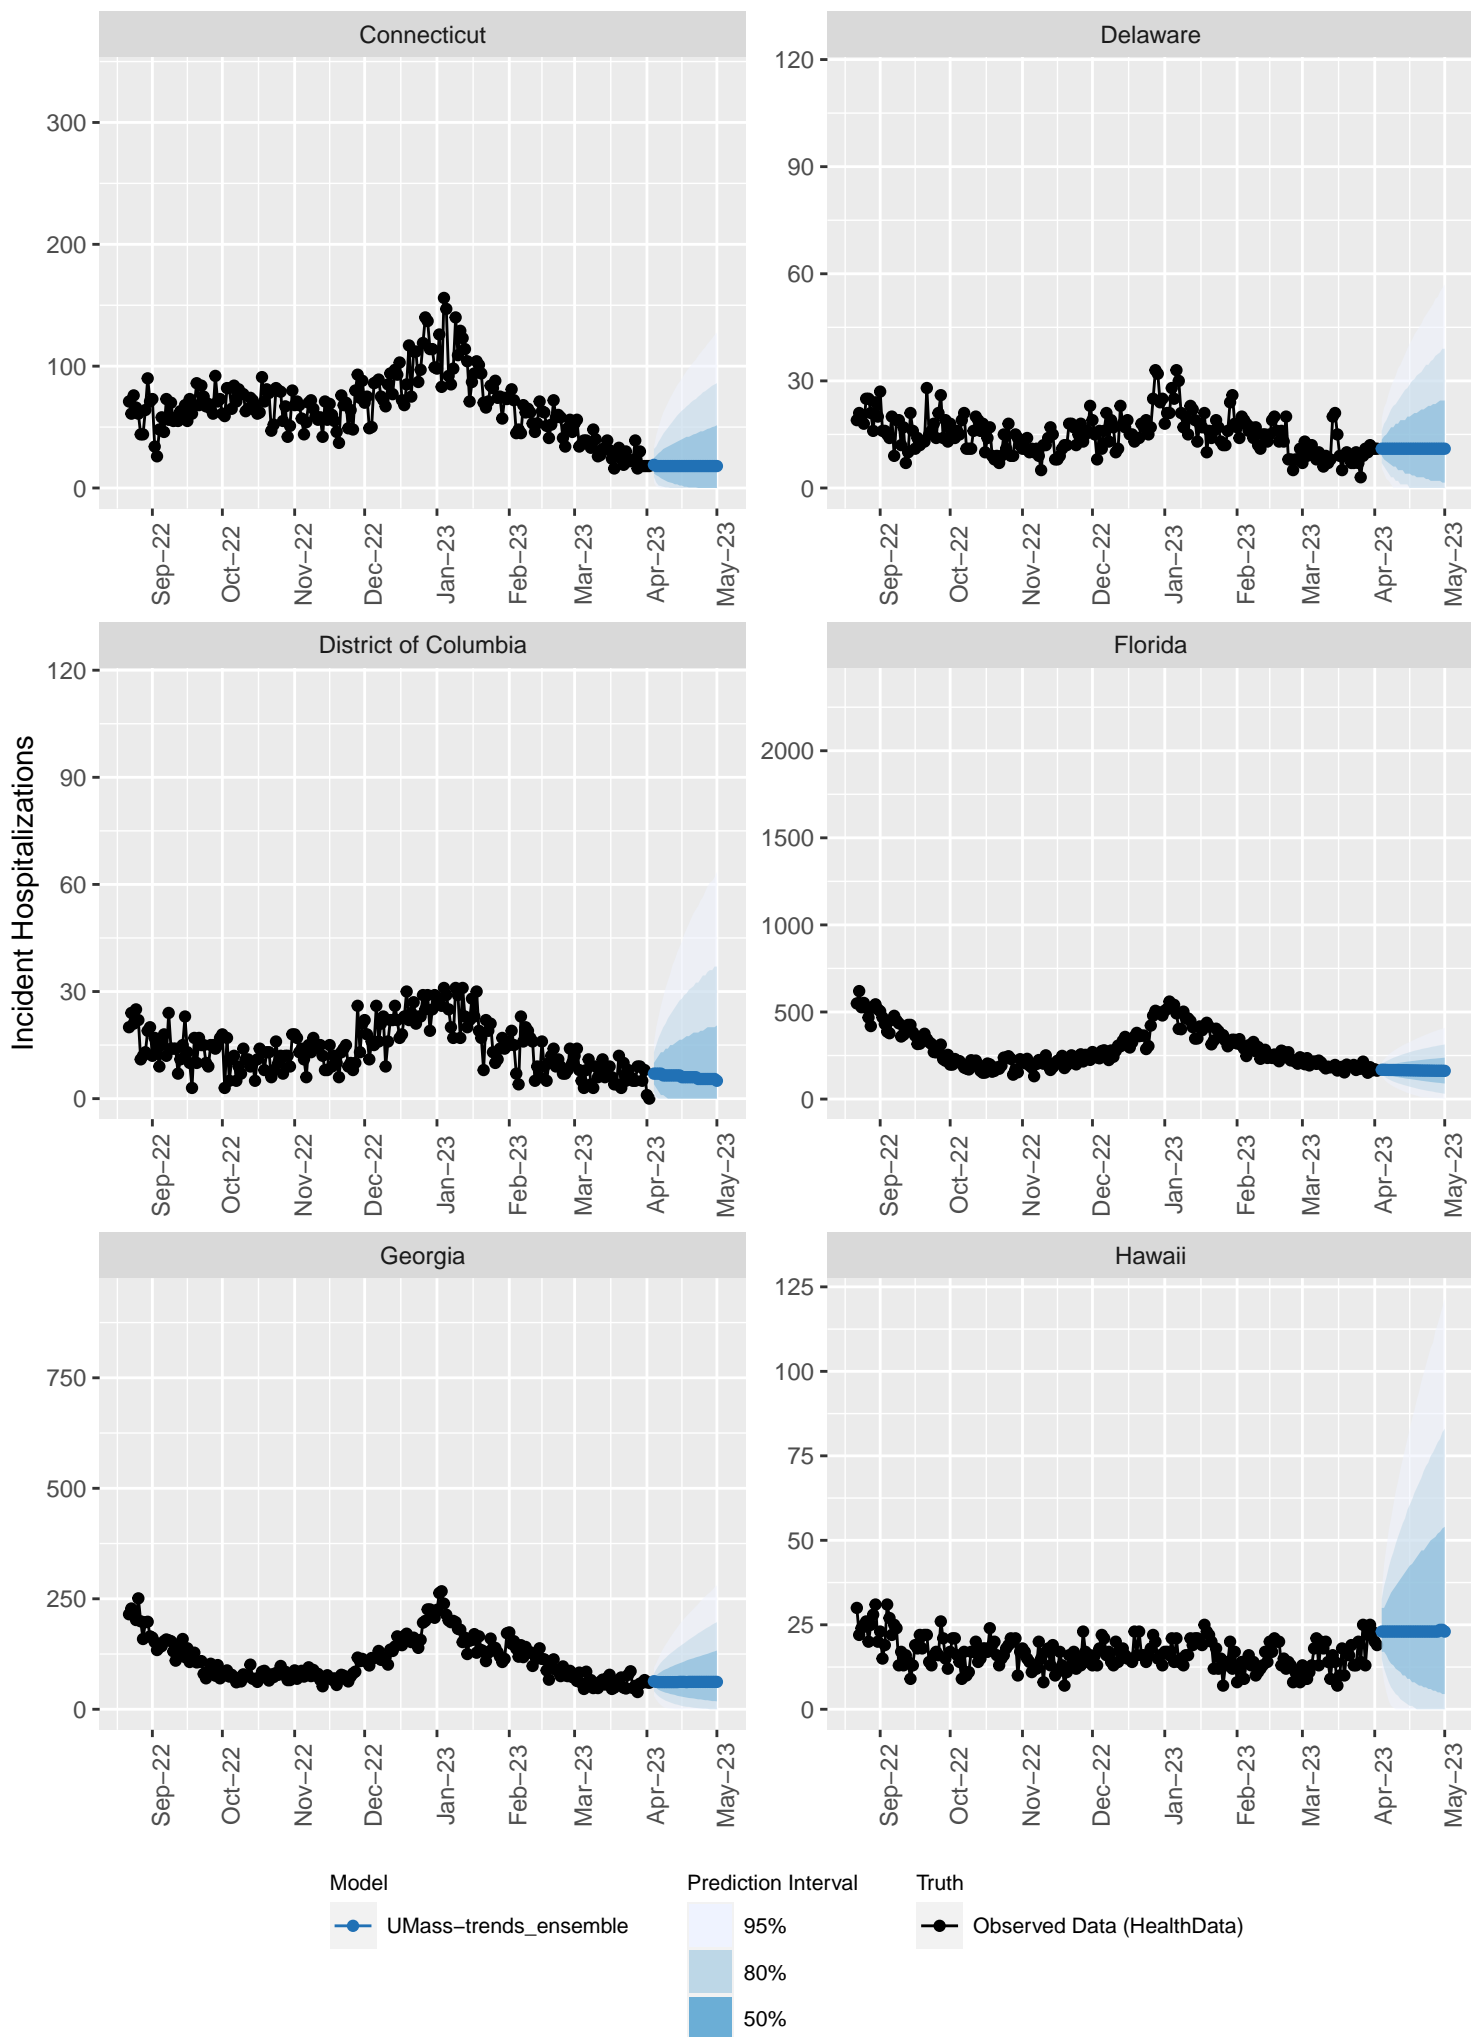 Connecticut
Delaware
300
200
100
0
120
90
60
30
0
Sep−22
Oct−22
Nov−22
Dec−22
Jan−23
Feb−23
Mar−23
Apr−23
May−23
Sep−22
Oct−22
Nov−22
Dec−22
Jan−23
Feb−23
Mar−23
Apr−23
May−23
Incident Hospitalizations
District of Columbia
Florida
120
90
60
30
0
2000
1500
1000
500
0
Sep−22
Oct−22
Nov−22
Dec−22
Jan−23
Feb−23
Mar−23
Apr−23
May−23
Sep−22
Oct−22
Nov−22
Dec−22
Jan−23
Feb−23
Mar−23
Apr−23
May−23
Georgia
Hawaii
750
500
250
0
125
100
75
50
25
0
Sep−22
Oct−22
Nov−22
Dec−22
Jan−23
Feb−23
Mar−23
Apr−23
May−23
Sep−22
Oct−22
Nov−22
Dec−22
Jan−23
Feb−23
Mar−23
Apr−23
May−23
Model
UMass−trends_ensemble
Prediction Interval
95%
80%
50%
Truth
Observed Data (HealthData)